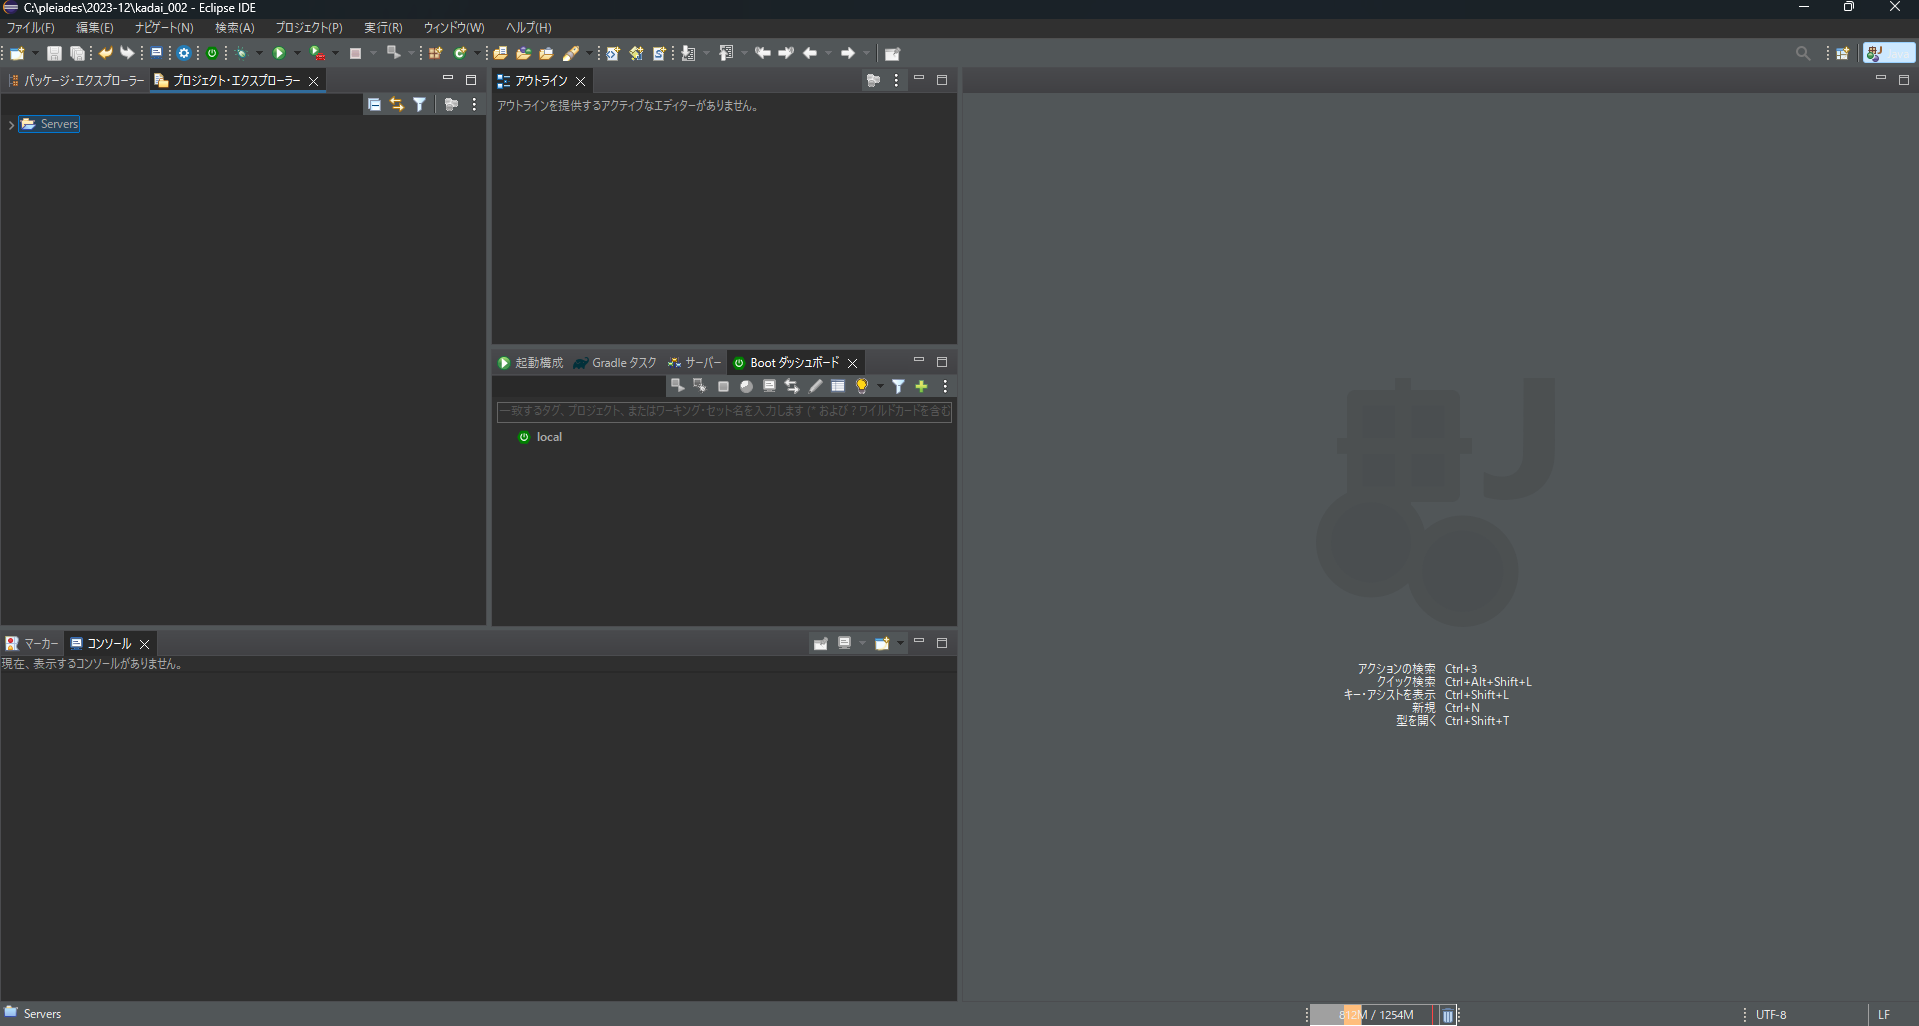 C:\pleiades\2023-12\kadai_002 - Eclipse IDE
ファイル(F) 編集(E) ナビゲート(N) 検索(A) プロジェクト(P) 実行(R) ウィンドウ(W) ヘルプ(H)
パッケージ・エクスプローラー プロジェクト・エクスプローラー
Servers
アウトライン
アウトラインを提供するアクティブなエディターがありません。
起動構成 Gradle タスク サーバー Boot ダッシュボード
一致するタグ、プロジェクト、またはワーキング・セット名を入力します (* および ? ワイルドカードを含む
local
マーカー コンソール
現在、表示するコンソールがありません。
アクションの検索 Ctrl+3
クイック検索 Ctrl+Alt+Shift+L
キー・アシストを表示 Ctrl+Shift+L
新規 Ctrl+N
型を開く Ctrl+Shift+T
Servers
812M / 1254M
UTF-8
LF